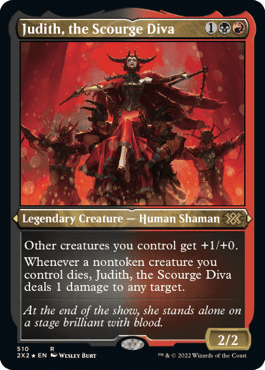 Judith, the Scourge Diva 1
Legendary Creature — Human Shaman
Other creatures you control get +1/+0.
Whenever a nontoken creature you
control dies, Judith, the Scourge Diva
deals 1 damage to any target.
At the end of the show, she stands alone on
a stage brilliant with blood.
2/2
510 R
2X2 ★ EN Wesley Burt
™ & © 2022 Wizards of the Coast